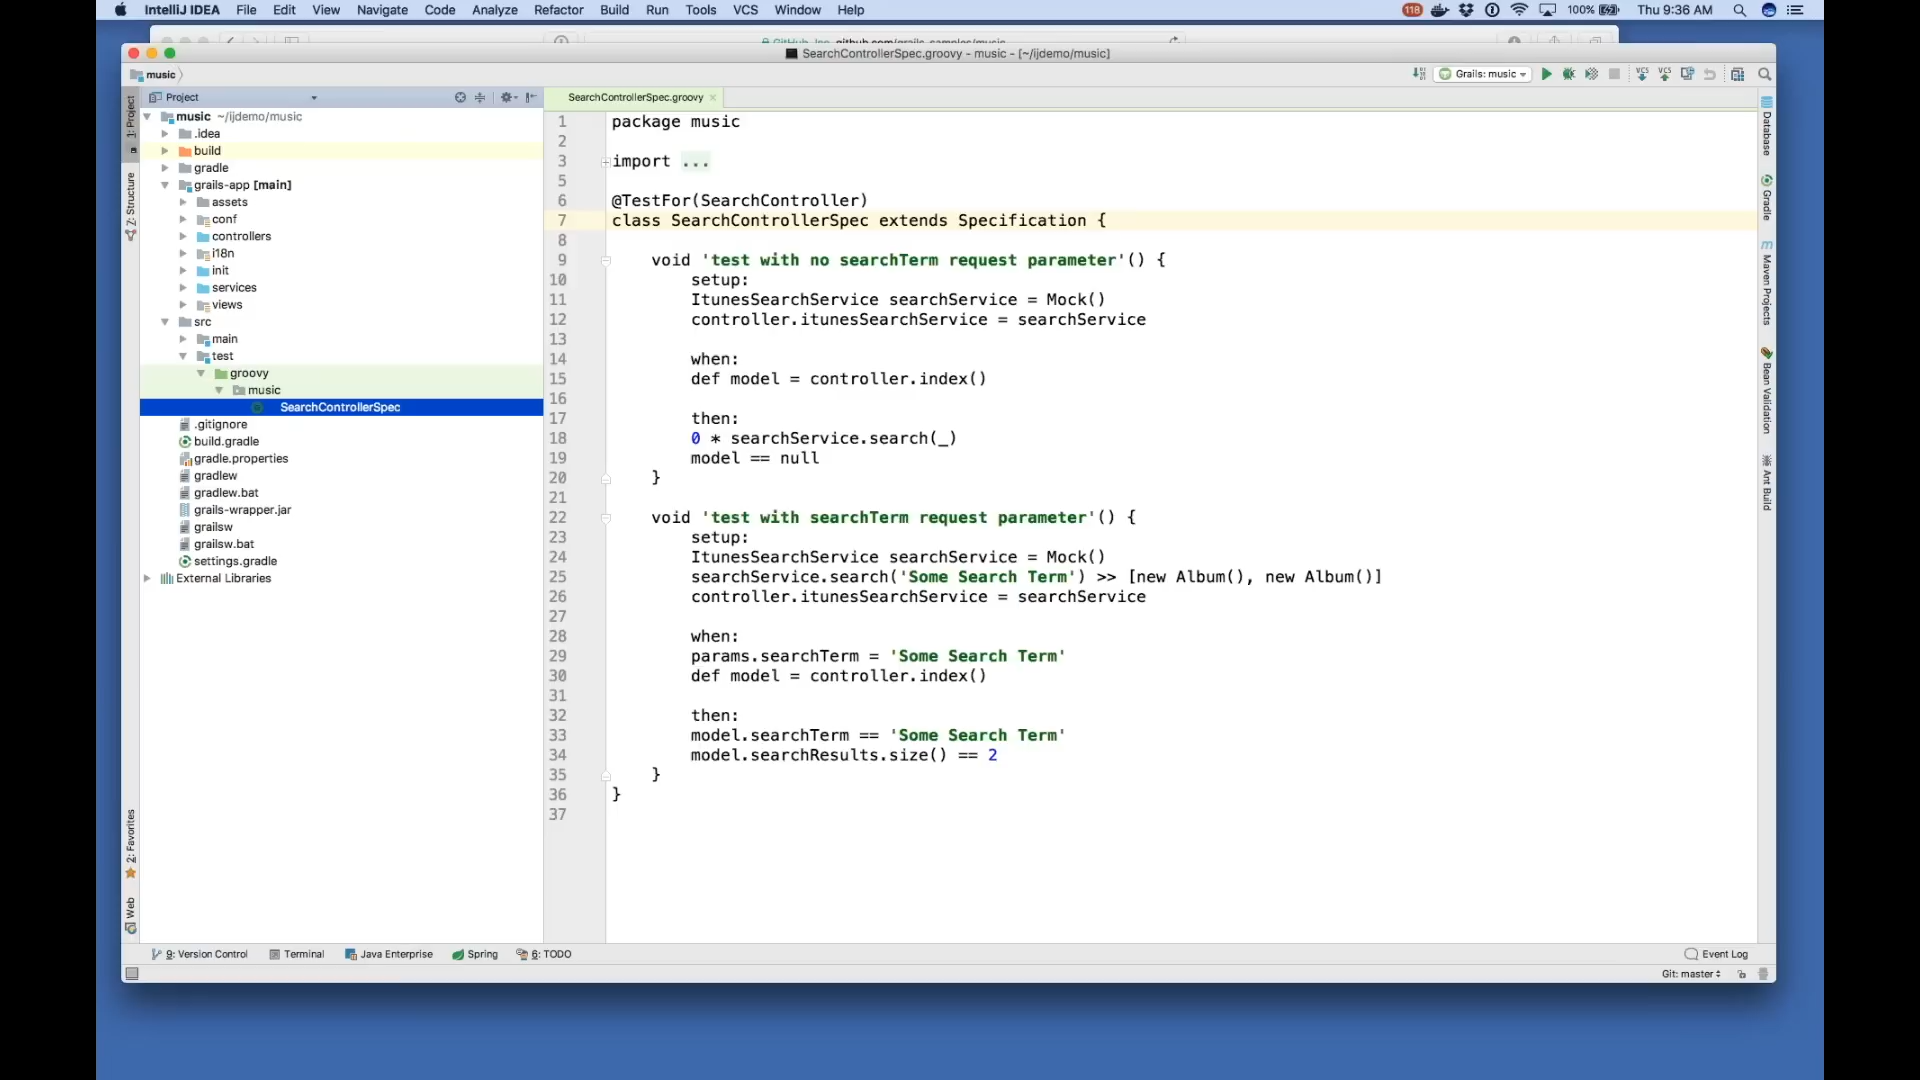 IntelliJ IDEA File Edit View Navigate Code Analyze Refactor Build Run Tools VCS Window Help 118 100% Thu 9:36 AM
SearchControllerSpec.groovy - music - [~/ijdemo/music]
music Grails: music
Project SearchControllerSpec.groovy
music ~/ijdemo/music
.idea
build
gradle
grails-app [main]
assets
conf
controllers
i18n
init
services
views
src
main
test
groovy
music
SearchControllerSpec
.gitignore
build.gradle
gradle.properties
gradlew
gradlew.bat
grails-wrapper.jar
grailsw
grailsw.bat
settings.gradle
External Libraries
1: Project
7: Structure
2: Favorites
Web
1 package music
2
3 import ...
5
6 @TestFor(SearchController)
7 class SearchControllerSpec extends Specification {
8
9 void 'test with no searchTerm request parameter'() {
10 setup:
11 ItunesSearchService searchService = Mock()
12 controller.itunesSearchService = searchService
13
14 when:
15 def model = controller.index()
16
17 then:
18 0 * searchService.search(_)
19 model == null
20 }
21
22 void 'test with searchTerm request parameter'() {
23 setup:
24 ItunesSearchService searchService = Mock()
25 searchService.search('Some Search Term') >> [new Album(), new Album()]
26 controller.itunesSearchService = searchService
27
28 when:
29 params.searchTerm = 'Some Search Term'
30 def model = controller.index()
31
32 then:
33 model.searchTerm == 'Some Search Term'
34 model.searchResults.size() == 2
35 }
36 }
37
Database
Gradle
Maven Projects
Bean Validation
Ant Build
9: Version Control Terminal Java Enterprise Spring 6: TODO Event Log
Git: master